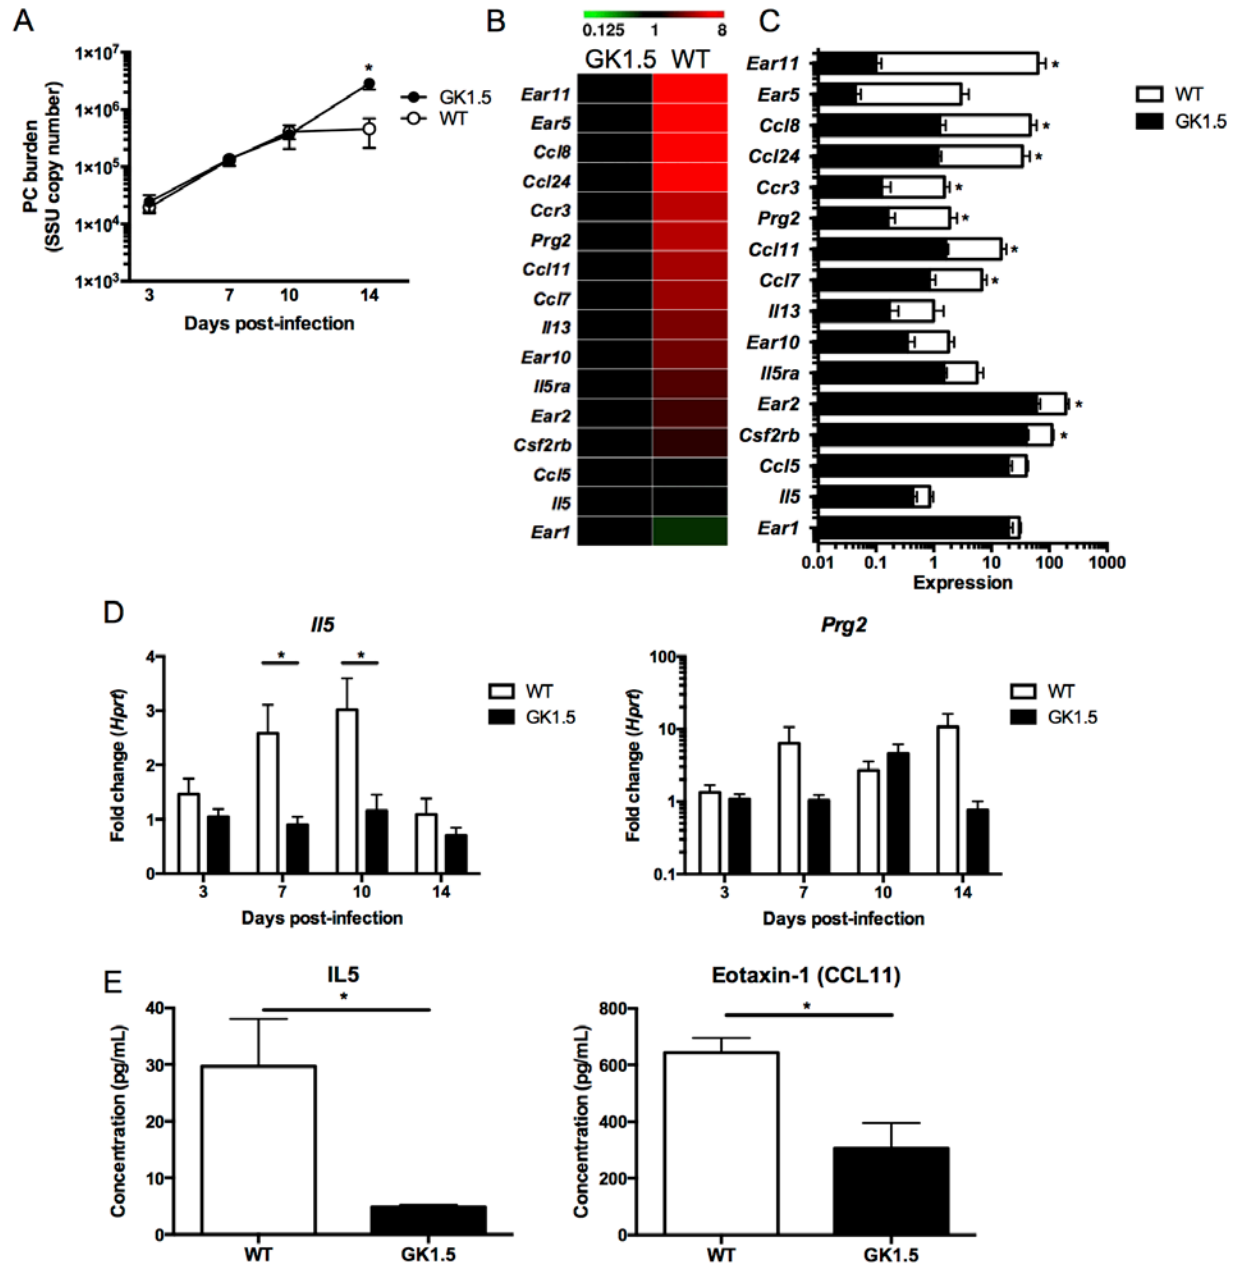 A
1×10⁷
1×10⁶
1×10⁵
1×10⁴
1×10³
PC burden
(SSU copy number)
*
GK1.5
WT
3 7 10 14
Days post-infection
B
0.125 1 8
GK1.5 WT
Ear11
Ear5
Ccl8
Ccl24
Ccr3
Prg2
Ccl11
Ccl7
Il13
Ear10
Il5ra
Ear2
Csf2rb
Ccl5
Il5
Ear1
C
Ear11 *
Ear5
Ccl8 *
Ccl24 *
Ccr3 *
Prg2 *
Ccl11 *
Ccl7 *
Il13
Ear10
Il5ra
Ear2 *
Csf2rb *
Ccl5
Il5
Ear1
0.01 0.1 1 10 100 1000
Expression
WT
GK1.5
D
Il5
4
3
2
1
0
Fold change (Hprt)
* *
WT
GK1.5
3 7 10 14
Days post-infection
Prg2
100
10
1
0.1
Fold change (Hprt)
WT
GK1.5
3 7 10 14
Days post-infection
E
IL5
*
40
30
20
10
0
Concentration (pg/mL)
WT GK1.5
Eotaxin-1 (CCL11)
*
800
600
400
200
0
Concentration (pg/mL)
WT GK1.5